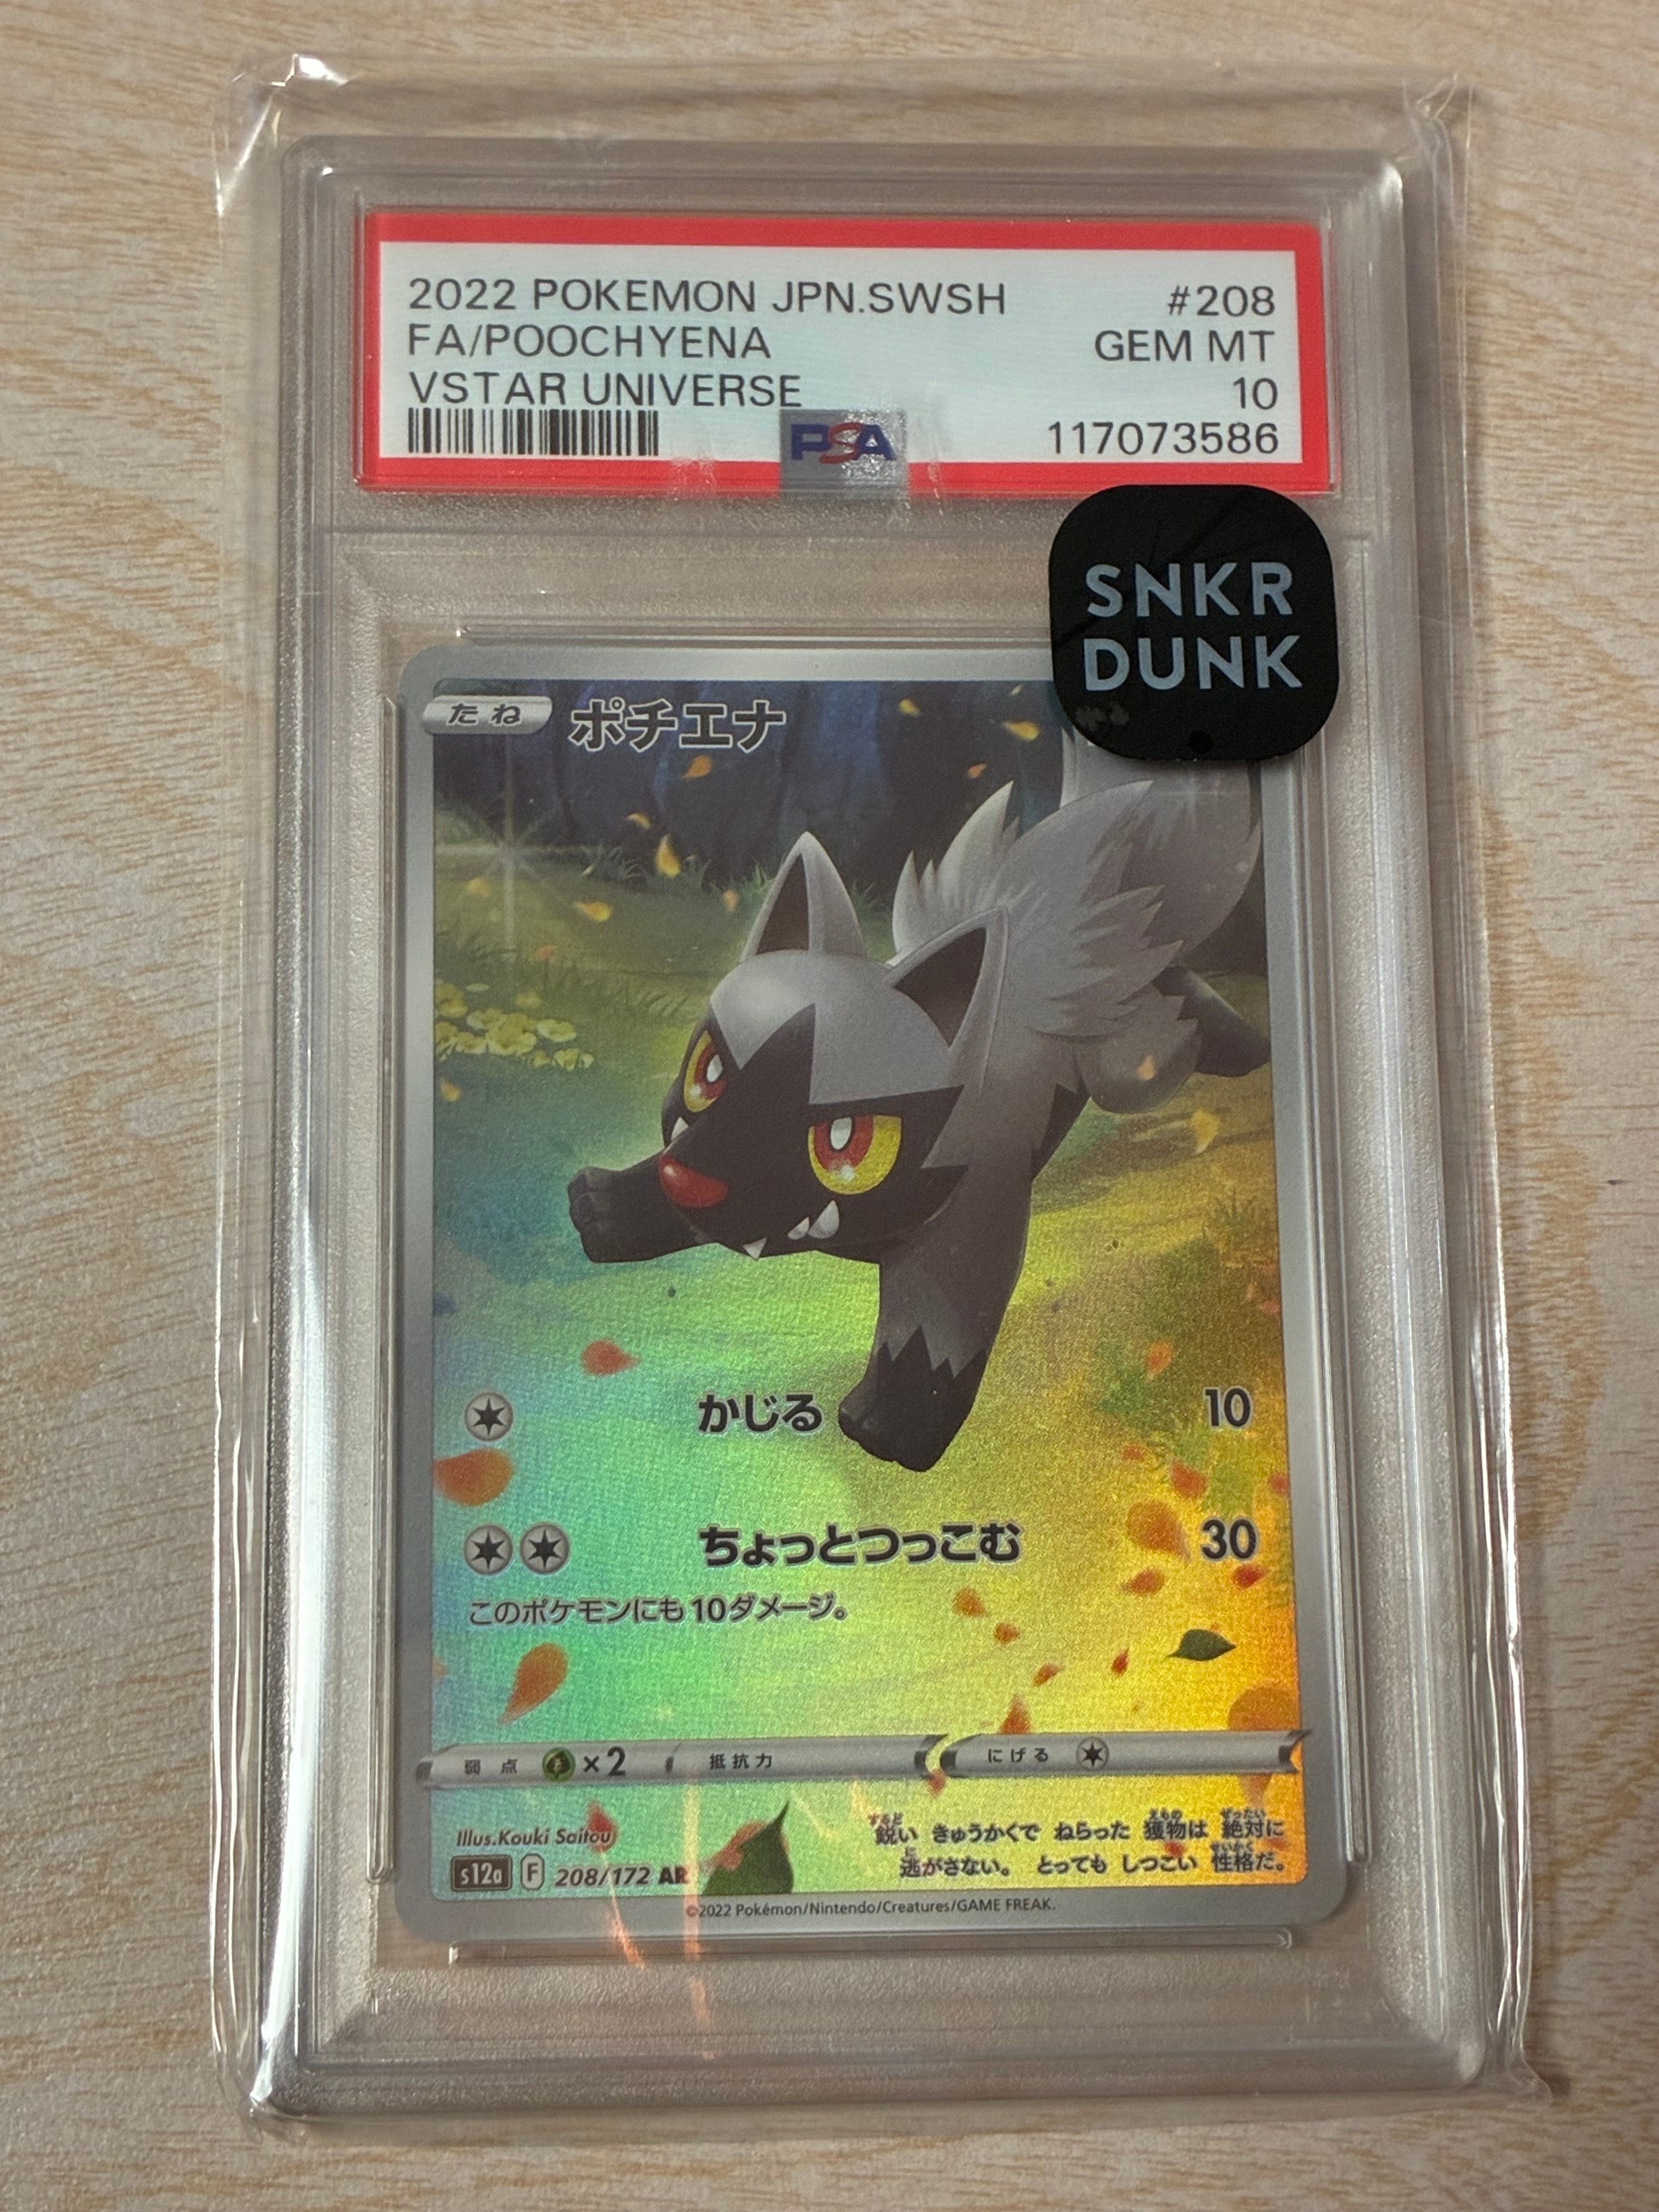 2022 POKEMON JPN.SWSH #208
FA/POOCHYENA GEM MT
VSTAR UNIVERSE 10
PSA 117073586
SNKR
DUNK
たね ポチエナ
かじる 10
ちょっとつっこむ 30
このポケモンにも10ダメージ。
弱点 ×2 抵抗力 にげる
Illus.Kouki Saitou
鋭い きゅうかくで ねらった 獲物は 絶対に
逃がさない。 とっても しつこい 性格だ。
s12a F 208/172 AR
©2022 Pokémon/Nintendo/Creatures/GAME FREAK.